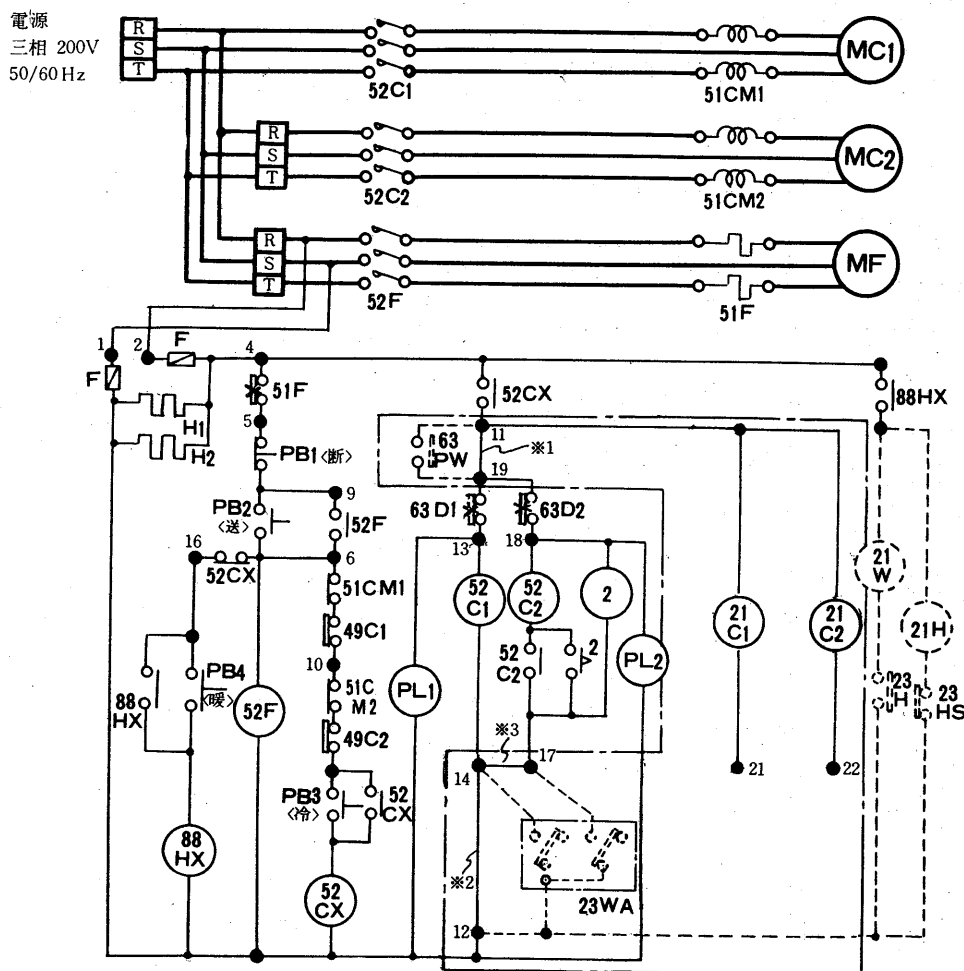 電源
三相 200V
50/60Hz
R
S
T
52C1
51CM1
MC1
R
S
T
52C2
51CM2
MC2
R
S
T
52F
51F
MF
1
2
F
F
4
H1
H2
51F
5
PB1〈断〉
9
PB2
〈送〉
52F
16
52CX
6
51CM1
49C1
10
51C
M2
49C2
88
HX
PB4
〈暖〉
52F
PB3
〈冷〉
52
CX
88
HX
52
CX
52CX
11
63
PW
※1
19
63D1
63D2
13
18
52
C1
52
C2
2
52
C2
2
PL1
PL2
※3
14
17
※2
23WA
12
21
C1
21
C2
21
22
88HX
21
W
21H
23
H
23
HS